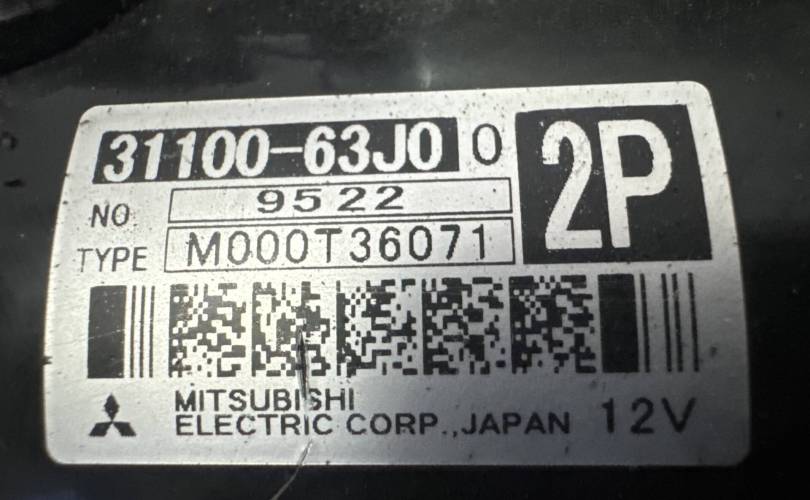 31100-63J0 0
2P
NO 9522
TYPE M000T36071
MITSUBISHI
ELECTRIC CORP.,JAPAN 12V